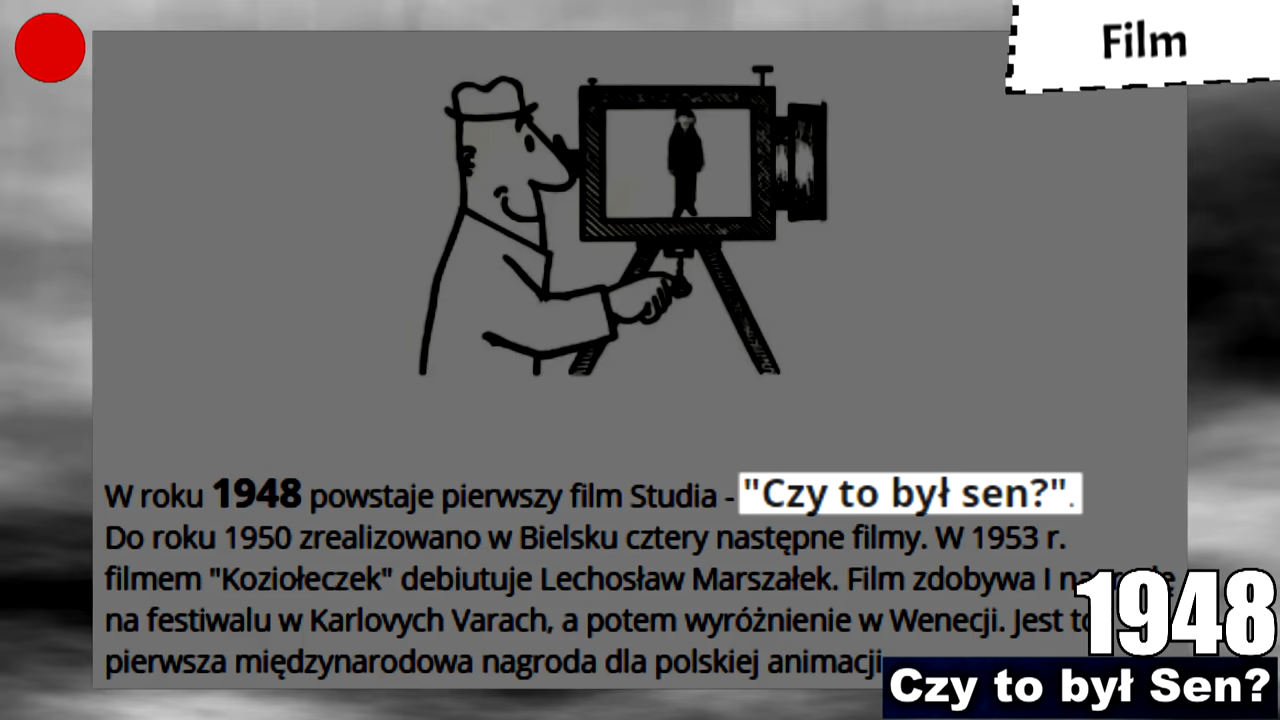 Film
W roku 1948 powstaje pierwszy film Studia - "Czy to był sen?".
Do roku 1950 zrealizowano w Bielsku cztery następne filmy. W 1953 r.
filmem "Koziołeczek" debiutuje Lechosław Marszałek. Film zdobywa I
na festiwalu w Karlovych Varach, a potem wyróżnienie w Wenecji. Jest to
pierwsza międzynarodowa nagroda dla polskiej animacji
1948
Czy to był Sen?